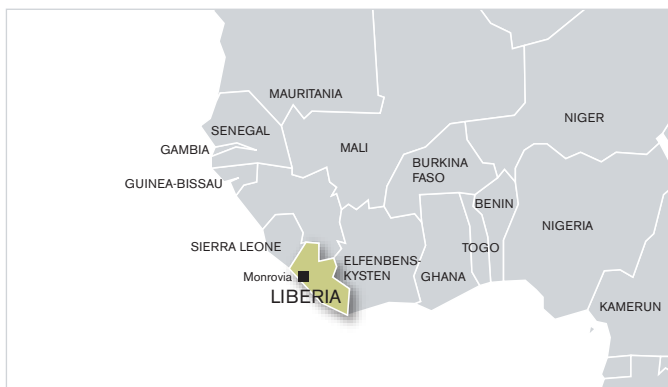 MAURITANIA
NIGER
SENEGAL
GAMBIA
MALI
BURKINA
FASO
GUINEA-BISSAU
BENIN
NIGERIA
SIERRA LEONE
TOGO
ELFENBENS-
KYSTEN
GHANA
Monrovia
LIBERIA
KAMERUN